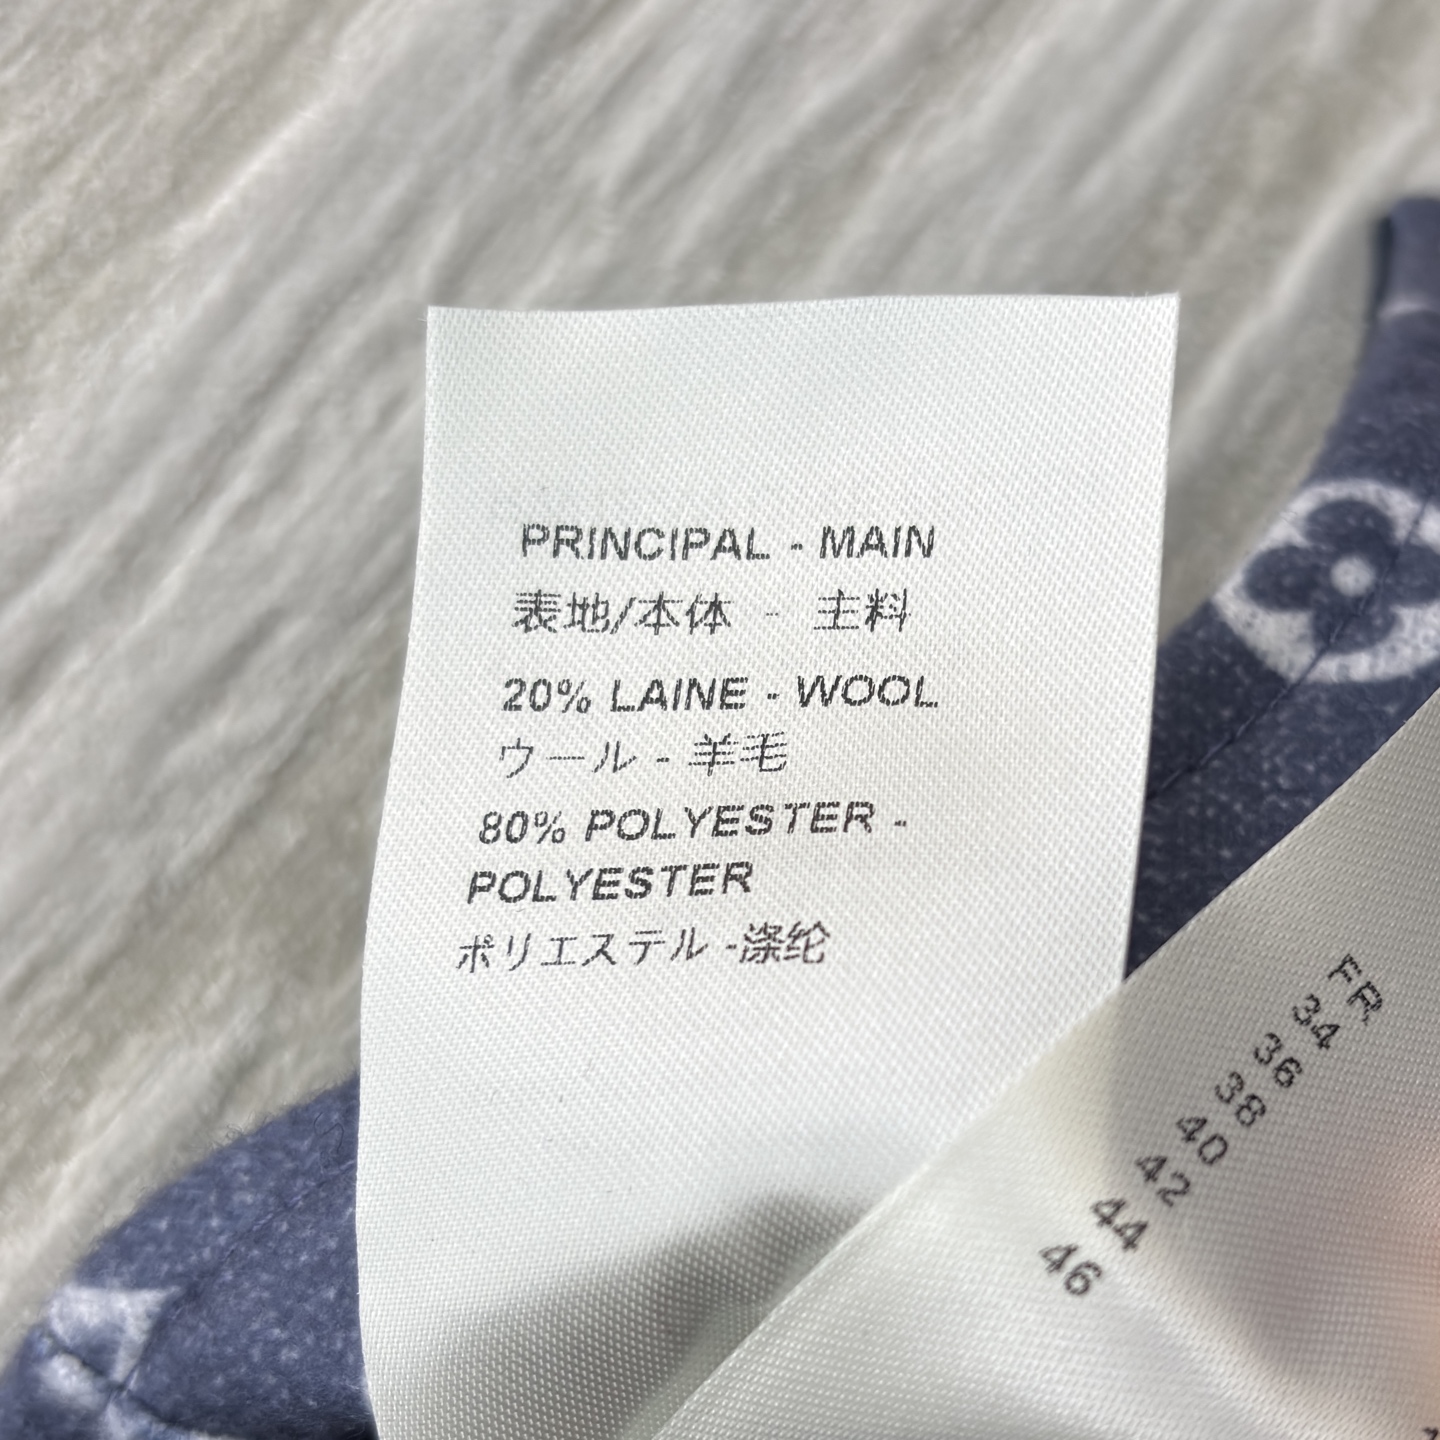 PRINCIPAL - MAIN
表地/本体 - 主料
20% LAINE - WOOL
ウール - 羊毛
80% POLYESTER -
POLYESTER
ポリエステル -涤纶
FR
34
36
38
40
42
44
46